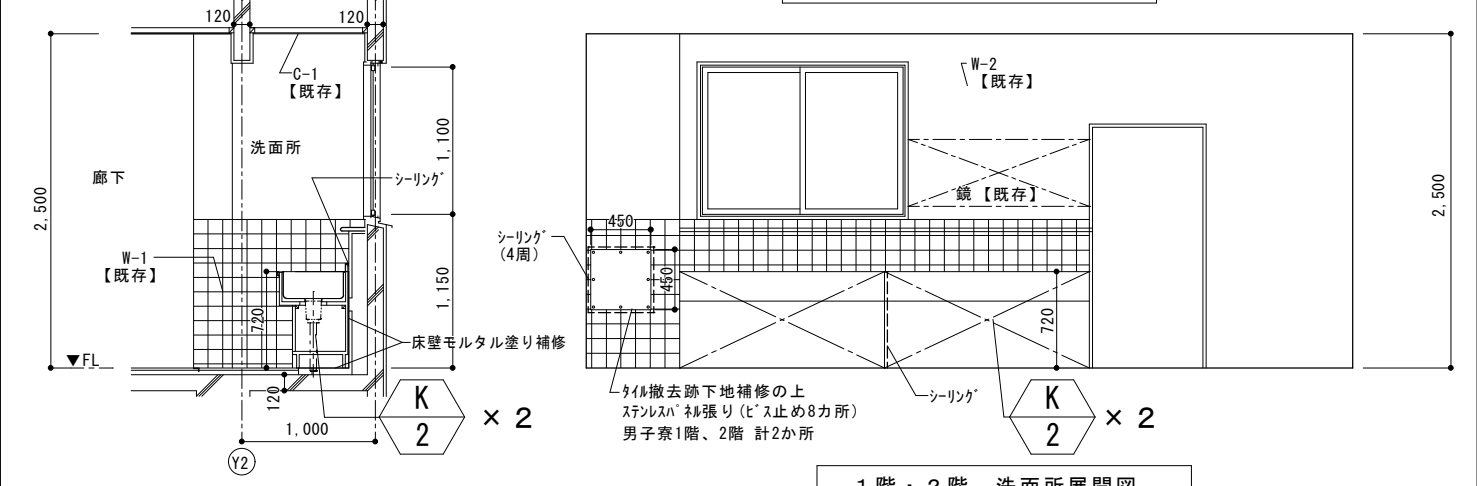 120
120
C-1
【既存】
洗面所
廊下
2,500
1,100
シーリング
W-1
【既存】
1,150
720
床壁モルタル塗り補修
▼FL
120
1,000
Y2
K
2
× 2
W-2
【既存】
2,500
鏡【既存】
450
シーリング
(4周)
450
720
タイル撤去跡下地補修の上
ステンレスパネル張り(ビス止め8カ所)
男子寮1階、2階 計2か所
シーリング
K
2
× 2
1階・2階 洗面所展開図